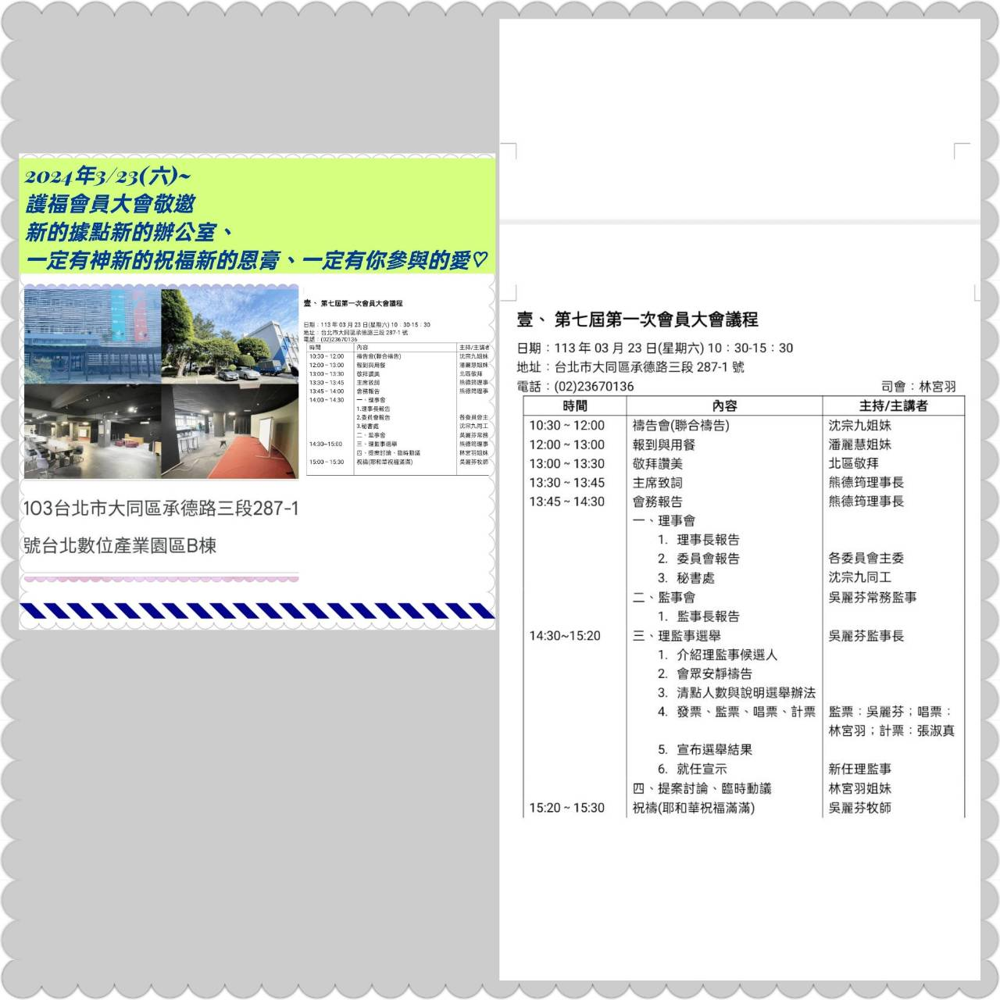 2024年3/23(六)~
護福會員大會敬邀
新的據點新的辦公室、
一定有神新的祝福新的恩膏、一定有你參與的愛♡
壹、 第七屆第一次會員大會議程
日期：113 年 03 月 23 日(星期六) 10：30-15：30
地址：台北市大同區承德路三段 287-1 號
電話：(02)23670136
時間 內容 主持/主講者
10:30 ~ 12:00 禱告會(聯合禱告) 沈宗九姐妹
12:00 ~ 13:00 報到與用餐 潘麗慧姐妹
13:00 ~ 13:30 敬拜讚美 北區敬拜
13:30 ~ 13:45 主席致詞 熊德筠理事
13:45 ~ 14:00 會務報告 熊德筠理事
14:00 ~ 14:30 一、理事會
1.理事長報告
2.委員會報告 各委員會主
3.秘書處 沈宗九同工
二、監事會 吳麗芬常務
14:30~15:00 三、理監事選舉 熊德筠理事
四、提案討論、臨時動議 林宮羽姐妹
15:00 ~ 15:30 祝禱(耶和華祝福滿滿) 吳麗芬牧師
103台北市大同區承德路三段287-1
號台北數位產業園區B棟
壹、 第七屆第一次會員大會議程
日期：113 年 03 月 23 日(星期六) 10：30-15：30
地址：台北市大同區承德路三段 287-1 號
電話：(02)23670136 司會：林宮羽
時間 內容 主持/主講者
10:30 ~ 12:00 禱告會(聯合禱告) 沈宗九姐妹
12:00 ~ 13:00 報到與用餐 潘麗慧姐妹
13:00 ~ 13:30 敬拜讚美 北區敬拜
13:30 ~ 13:45 主席致詞 熊德筠理事長
13:45 ~ 14:30 會務報告 熊德筠理事長
一、理事會
1. 理事長報告
2. 委員會報告 各委員會主委
3. 秘書處 沈宗九同工
二、監事會 吳麗芬常務監事
1. 監事長報告
14:30~15:20 三、理監事選舉 吳麗芬監事長
1. 介紹理監事候選人
2. 會眾安靜禱告
3. 清點人數與說明選舉辦法
4. 發票、監票、唱票、計票 監票：吳麗芬；唱票：
林宮羽；計票：張淑真
5. 宣布選舉結果
6. 就任宣示 新任理監事
四、提案討論、臨時動議 林宮羽姐妹
15:20 ~ 15:30 祝禱(耶和華祝福滿滿) 吳麗芬牧師